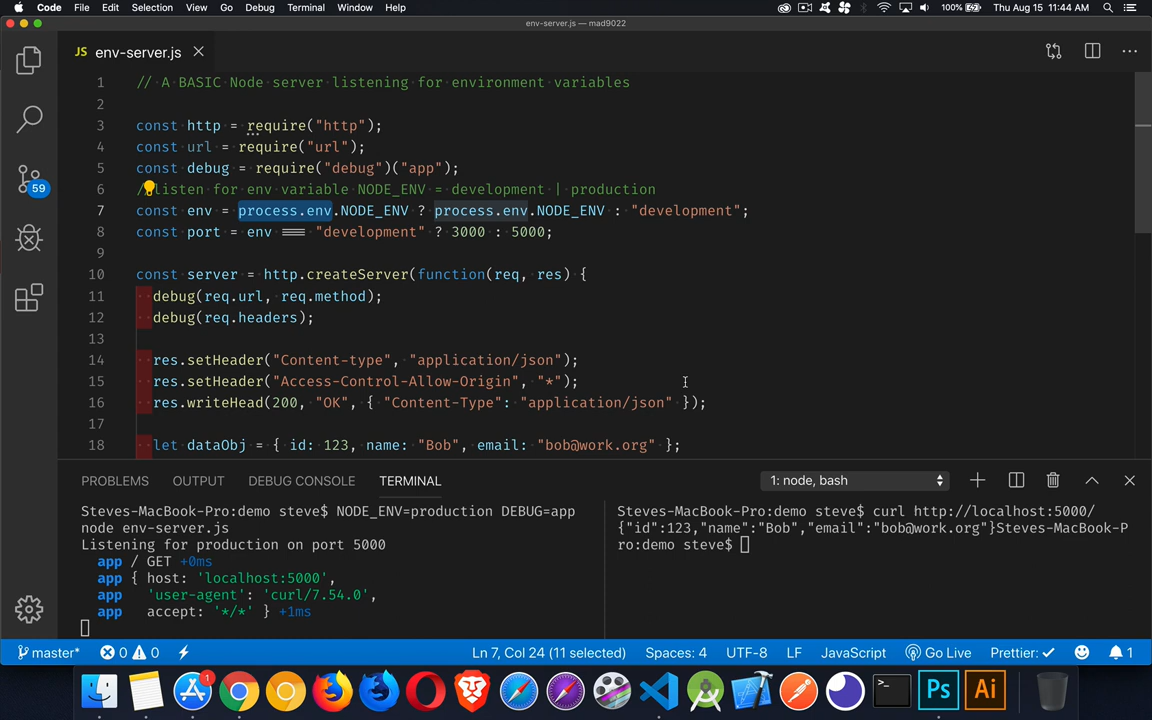 Code File Edit Selection View Go Debug Terminal Window Help 100% Thu Aug 15 11:44 AM
env-server.js — mad9022
JS env-server.js
1 // A BASIC Node server listening for environment variables
2
3 const http = require("http");
4 const url = require("url");
5 const debug = require("debug")("app");
6 //listen for env variable NODE_ENV = development | production
7 const env = process.env.NODE_ENV ? process.env.NODE_ENV : "development";
8 const port = env === "development" ? 3000 : 5000;
9
10 const server = http.createServer(function(req, res) {
11 debug(req.url, req.method);
12 debug(req.headers);
13
14 res.setHeader("Content-type", "application/json");
15 res.setHeader("Access-Control-Allow-Origin", "*");
16 res.writeHead(200, "OK", { "Content-Type": "application/json" });
17
18 let dataObj = { id: 123, name: "Bob", email: "bob@work.org" };
59
PROBLEMS OUTPUT DEBUG CONSOLE TERMINAL 1: node, bash
Steves-MacBook-Pro:demo steve$ NODE_ENV=production DEBUG=app
node env-server.js
Listening for production on port 5000
app / GET +0ms
app { host: 'localhost:5000',
app 'user-agent': 'curl/7.54.0',
app accept: '*/*' } +1ms
Steves-MacBook-Pro:demo steve$ curl http://localhost:5000/
{"id":123,"name":"Bob","email":"bob@work.org"}Steves-MacBook-P
ro:demo steve$
master* 0 0 Ln 7, Col 24 (11 selected) Spaces: 4 UTF-8 LF JavaScript Go Live Prettier: ✓ 1
1
>_
Ps
Ai